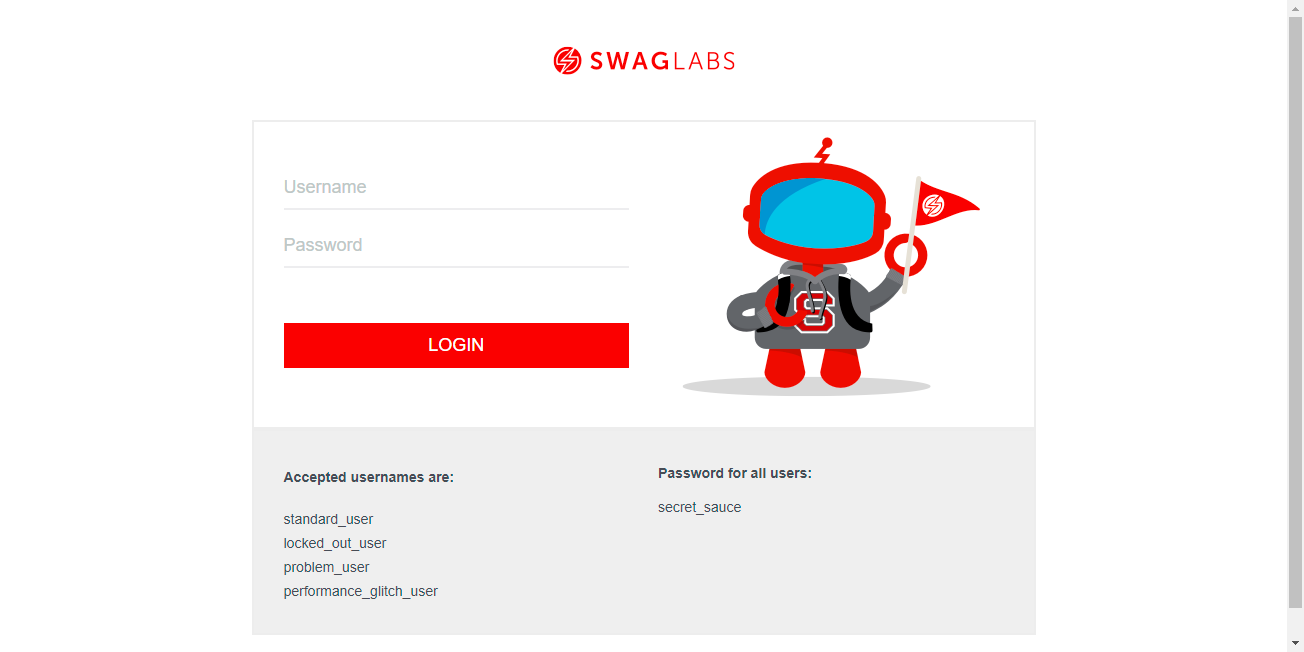 SWAGLABS
Username
Password
LOGIN
S
Accepted usernames are:
standard_user
locked_out_user
problem_user
performance_glitch_user
Password for all users:
secret_sauce